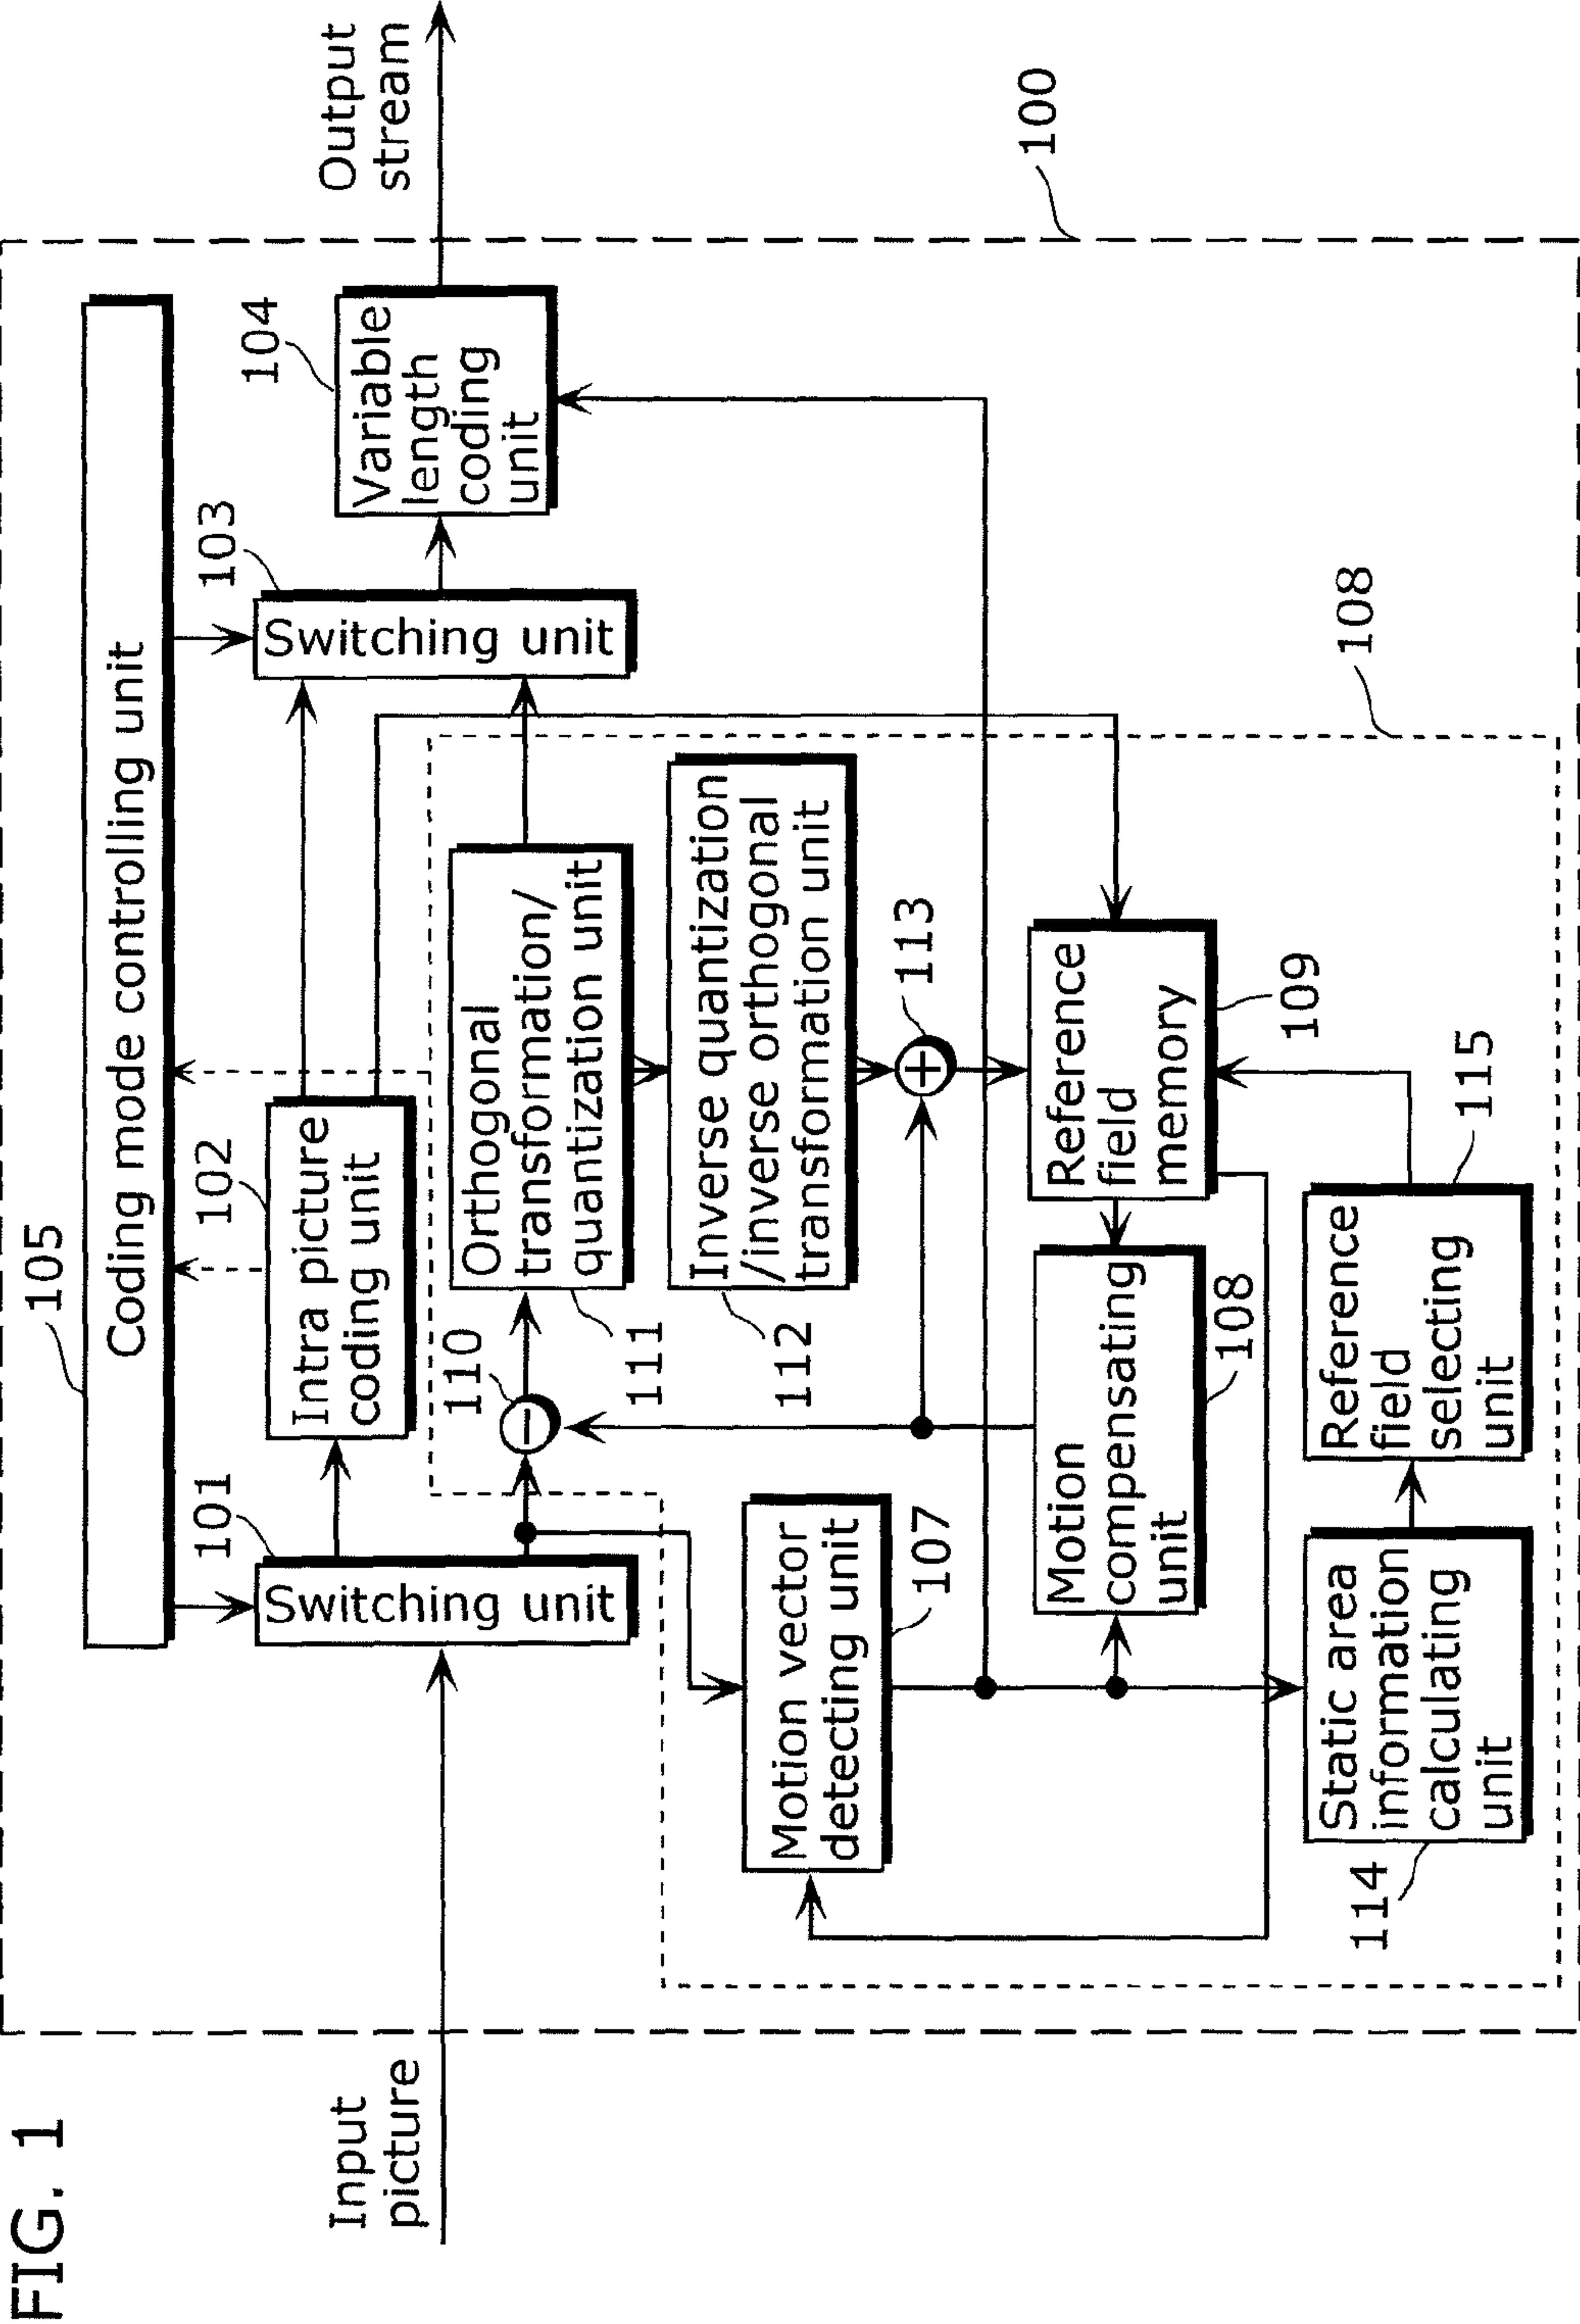 FIG. 1
105
Coding mode controlling unit
101
102
103
104
Input
picture
Switching unit
Intra picture
coding unit
Switching unit
Variable
length
coding
unit
Output
stream
110
Orthogonal
transformation/
quantization unit
111
Inverse quantization
/inverse orthogonal
transformation unit
112
113
Motion vector
detecting unit
107
Motion
compensating
unit
108
Reference
field
memory
109
108
100
Static area
information
calculating
unit
114
Reference
field
selecting
unit
115